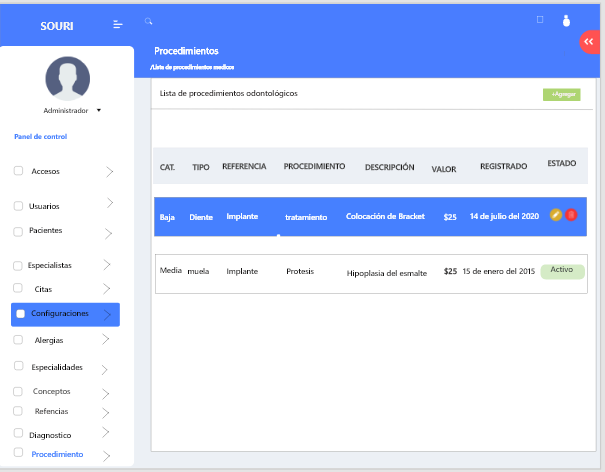 SOURI
Procedimientos
/Lista de procedimientos medicos
Administrador
Panel de control
Accesos
Usuarios
Pacientes
Especialistas
Citas
Configuraciones
Alergias
Especialidades
Conceptos
Refencias
Diagnostico
Procedimiento
Lista de procedimientos odontológicos
+Agregar
CAT. TIPO REFERENCIA PROCEDIMIENTO DESCRIPCIÓN VALOR REGISTRADO ESTADO
Baja Diente Implante tratamiento Colocación de Bracket $25 14 de julio del 2020
Media muela Implante Protesis Hipoplasia del esmalte $25 15 de enero del 2015 Activo